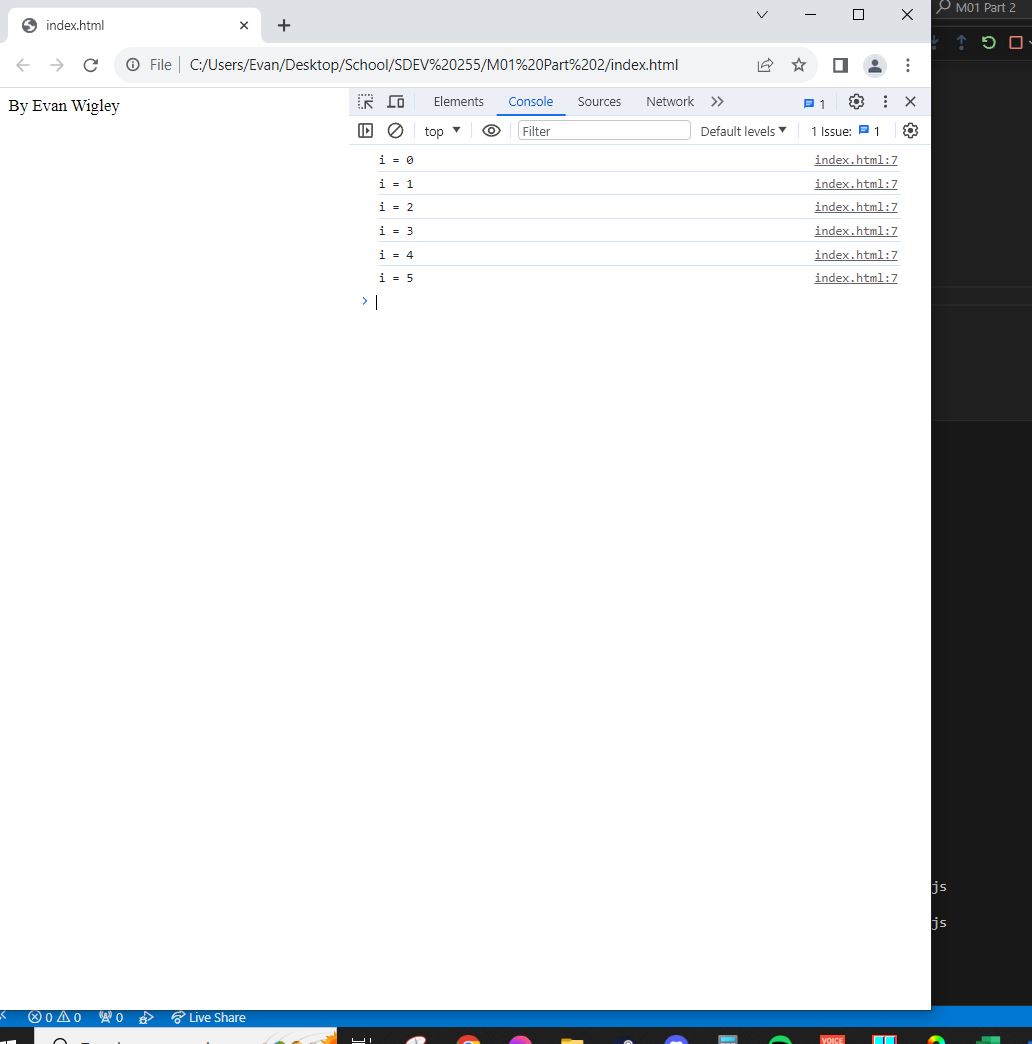 index.html
M01 Part 2
File C:/Users/Evan/Desktop/School/SDEV%20255/M01%20Part%202/index.html
By Evan Wigley
Elements Console Sources Network 1
top Filter Default levels 1 Issue: 1
i = 0 index.html:7
i = 1 index.html:7
i = 2 index.html:7
i = 3 index.html:7
i = 4 index.html:7
i = 5 index.html:7
js
js
0 0 0 Live Share
VOICE